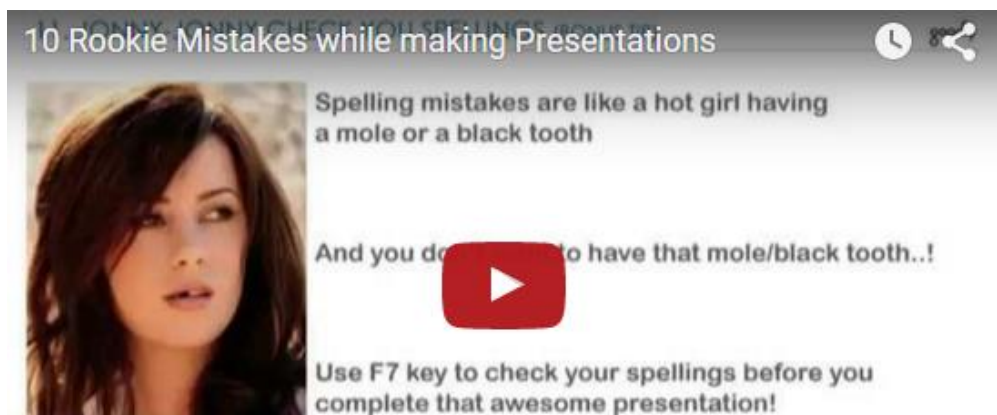 10 Rookie Mistakes while making Presentations
Spelling mistakes are like a hot girl having
a mole or a black tooth
And you to have that mole/black tooth..!
Use F7 key to check your spellings before you
complete that awesome presentation!